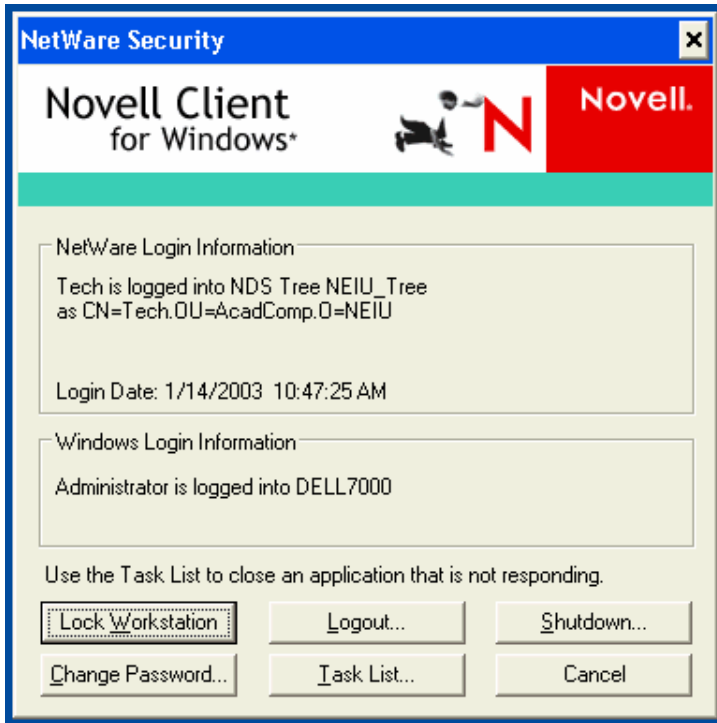 NetWare Security
Novell Client
for Windows*
N
Novell.
NetWare Login Information
Tech is logged into NDS Tree NEIU_Tree
as CN=Tech.OU=AcadComp.O=NEIU
Login Date: 1/14/2003 10:47:25 AM
Windows Login Information
Administrator is logged into DELL7000
Use the Task List to close an application that is not responding.
Lock Workstation
Logout...
Shutdown...
Change Password...
Task List...
Cancel